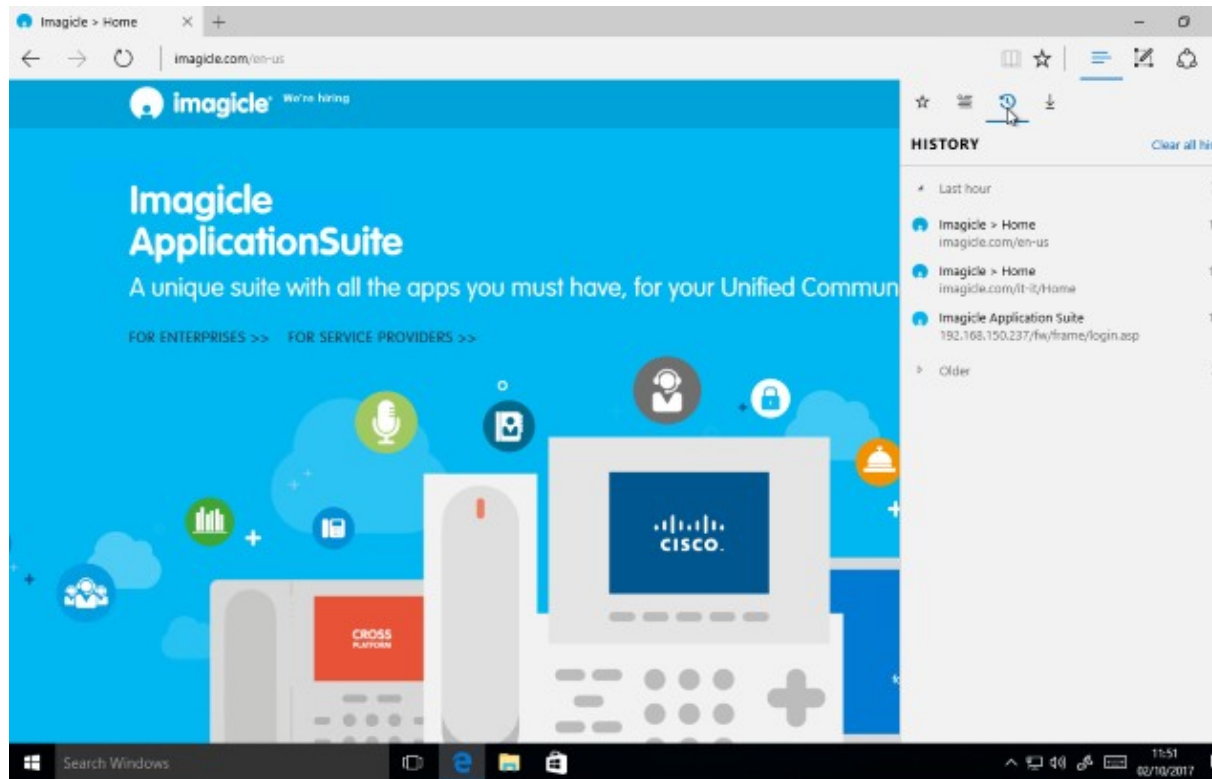 Imagicle > Home
imagicle.com/en-us
imagicle® We're hiring
Imagicle
ApplicationSuite
A unique suite with all the apps you must have, for your Unified Commun
FOR ENTERPRISES >> FOR SERVICE PROVIDERS >>
CISCO.
CROSS
PLATFORM
HISTORY Clear all his
Last hour
Imagicle > Home
imagicle.com/en-us
Imagicle > Home
imagicle.com/it-it/Home
Imagicle Application Suite
192.168.150.237/fw/frame/login.asp
Older
Search Windows
11:51
02/10/2017